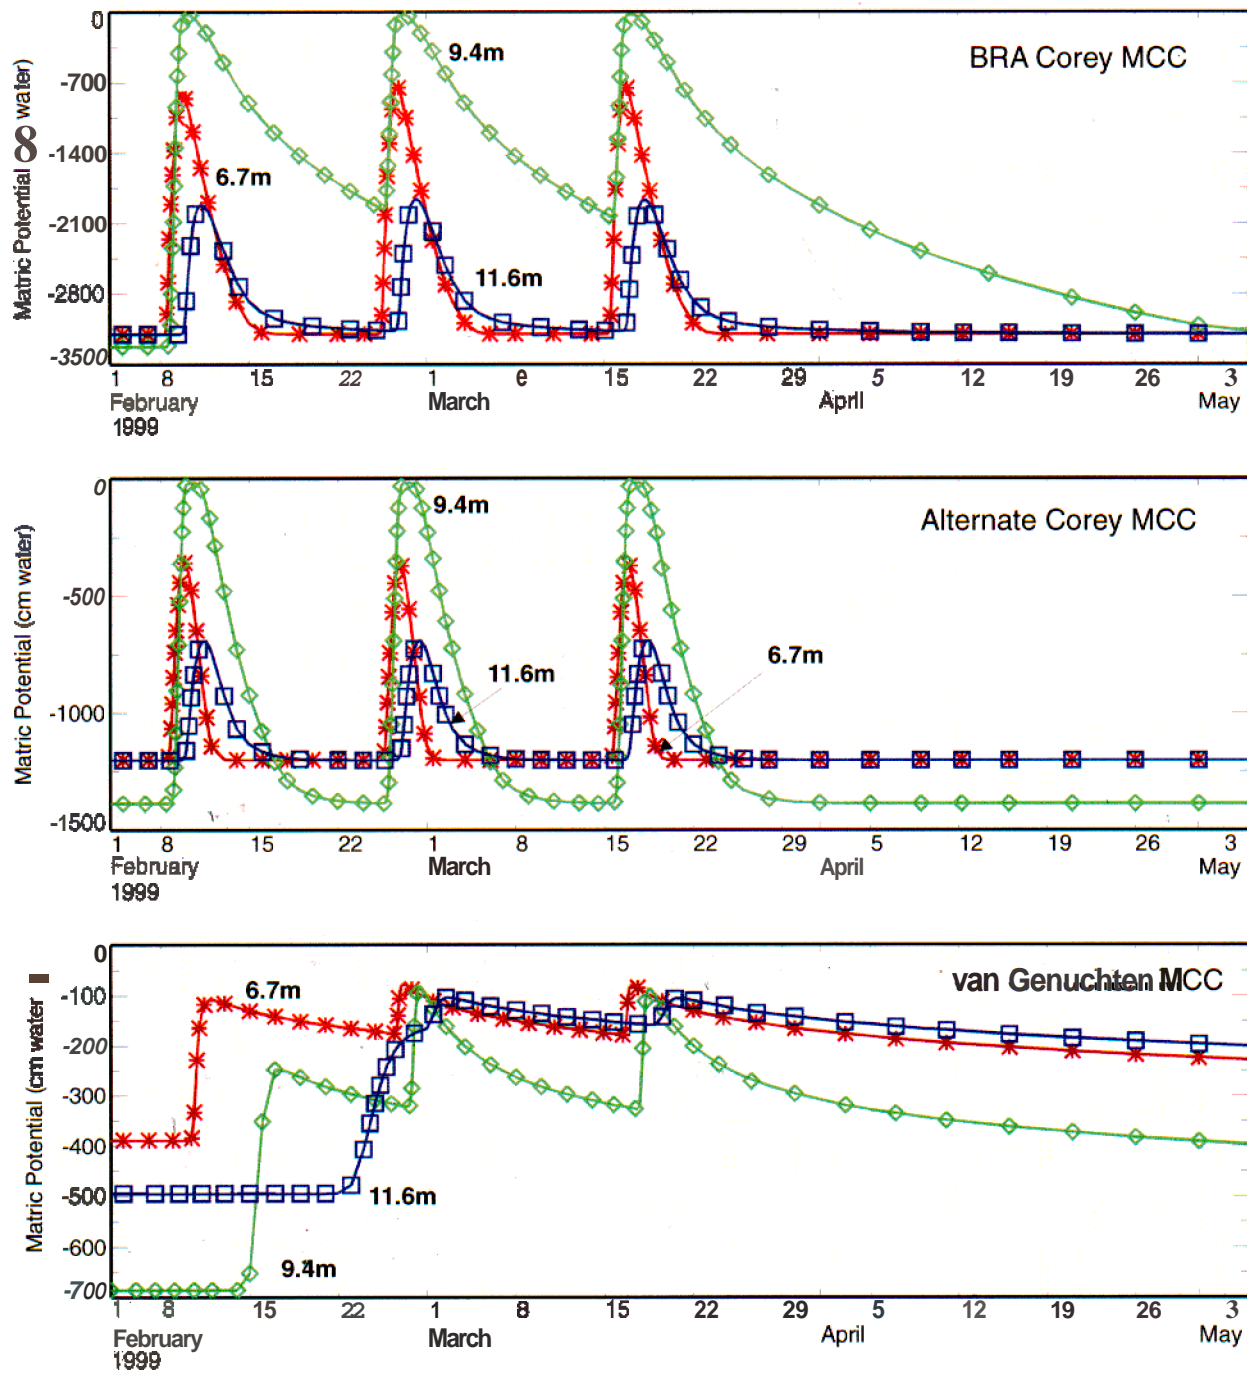 BRA Corey MCC
9.4m
6.7m
11.6m
Matric Potential water)
0
-700
-1400
-2100
-2800
-3500
1 8 15 22 1 e 15 22 29 5 12 19 26 3
February March April May
1999
Alternate Corey MCC
9.4m
11.6m
6.7m
Matric Potential (cm water)
0
-500
-1000
-1500
1 8 15 22 1 8 15 22 29 5 12 19 26 3
February March April May
1999
van Genuchten MCC
6.7m
11.6m
9.4m
Matric Potential (cm water
0
-100
-200
-300
-400
-500
-600
-700
1 8 15 22 1 8 15 22 29 5 12 19 26 3
February March April May
1999